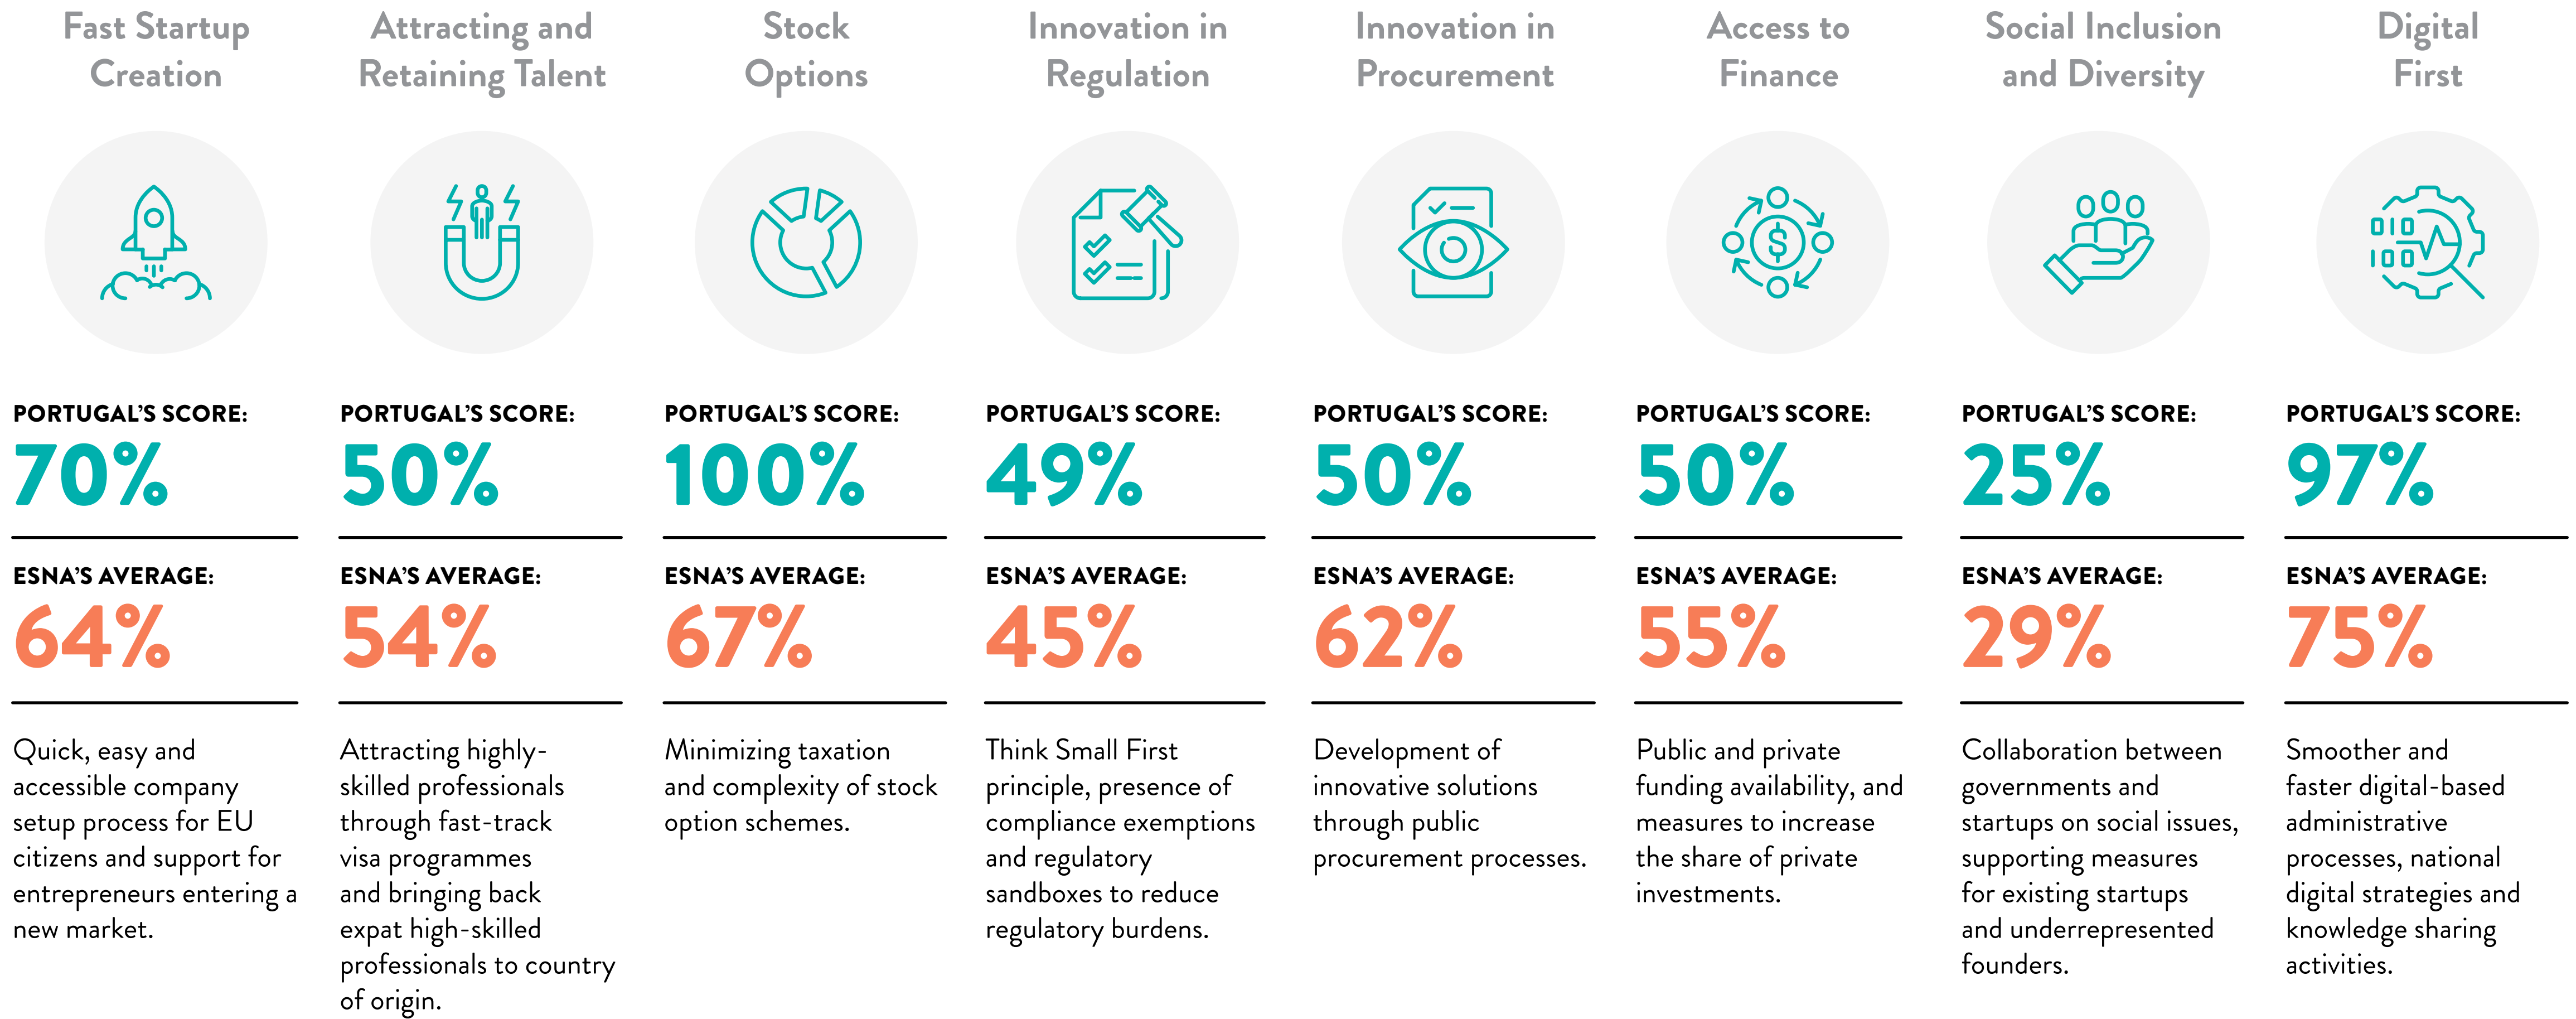 Fast Startup
Creation
PORTUGAL'S SCORE:
70%
ESNA'S AVERAGE:
64%
Quick, easy and
accessible company
setup process for EU
citizens and support for
entrepreneurs entering a
new market.
Attracting and
Retaining Talent
PORTUGAL'S SCORE:
50%
ESNA'S AVERAGE:
54%
Attracting highly-
skilled professionals
through fast-track
visa programmes
and bringing back
expat high-skilled
professionals to country
of origin.
Stock
Options
PORTUGAL'S SCORE:
100%
ESNA'S AVERAGE:
67%
Minimizing taxation
and complexity of stock
option schemes.
Innovation in
Regulation
PORTUGAL'S SCORE:
49%
ESNA'S AVERAGE:
45%
Think Small First
principle, presence of
compliance exemptions
and regulatory
sandboxes to reduce
regulatory burdens.
Innovation in
Procurement
PORTUGAL'S SCORE:
50%
ESNA'S AVERAGE:
62%
Development of
innovative solutions
through public
procurement processes.
Access to
Finance
$
PORTUGAL'S SCORE:
50%
ESNA'S AVERAGE:
55%
Public and private
funding availability, and
measures to increase
the share of private
investments.
Social Inclusion
and Diversity
PORTUGAL'S SCORE:
25%
ESNA'S AVERAGE:
29%
Collaboration between
governments and
startups on social issues,
supporting measures
for existing startups
and underrepresented
founders.
Digital
First
010
100
PORTUGAL'S SCORE:
97%
ESNA'S AVERAGE:
75%
Smoother and
faster digital-based
administrative
processes, national
digital strategies and
knowledge sharing
activities.